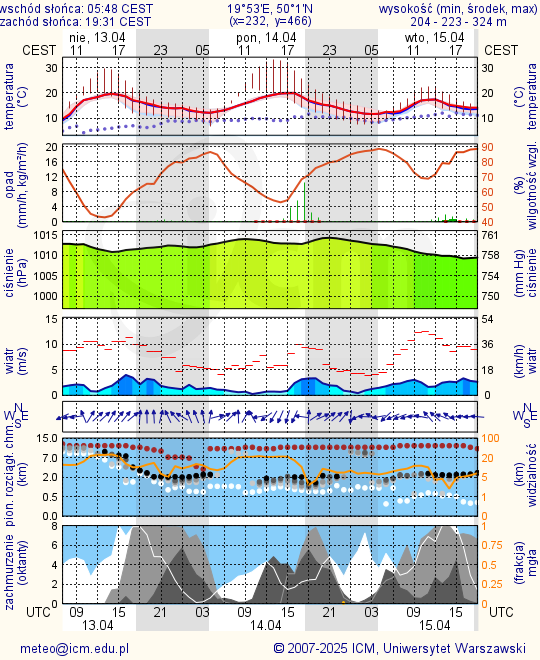 wschód słońca: 05:48 CEST 19°53'E, 50°1'N wysokość (min, środek, max)
zachód słońca: 19:31 CEST (x=232, y=466) 204 - 223 - 324 m
nie, 13.04 pon, 14.04 wto, 15.04
CEST 11 17 23 05 11 17 23 05 11 17 CEST
temperatura
(°C)
30
20
10
30
20
10
(°C)
temperatura
opad
(mm/h, kg/m²/h)
20
16
12
8
4
0
90
80
70
60
50
40
(%)
wilgotność wzgl.
ciśnienie
(hPa)
1015
1010
1005
1000
761
758
754
750
(mm Hg)
ciśnienie
wiatr
(m/s)
15
10
5
0
54
36
18
0
(km/h)
wiatr
N
W E
S
N
W E
S
pion. rozciągł. chm.
(km)
15.0
7.0
2.0
0.5
0.0
100
20
5
1
0
(km)
widzialność
zachmurzenie
(oktanty)
8
6
4
2
0
1
0.75
0.5
0.25
0
(frakcja)
mgła
UTC 09 15 21 03 09 15 21 03 09 15 UTC
13.04 14.04 15.04
meteo@icm.edu.pl © 2007-2025 ICM, Uniwersytet Warszawski